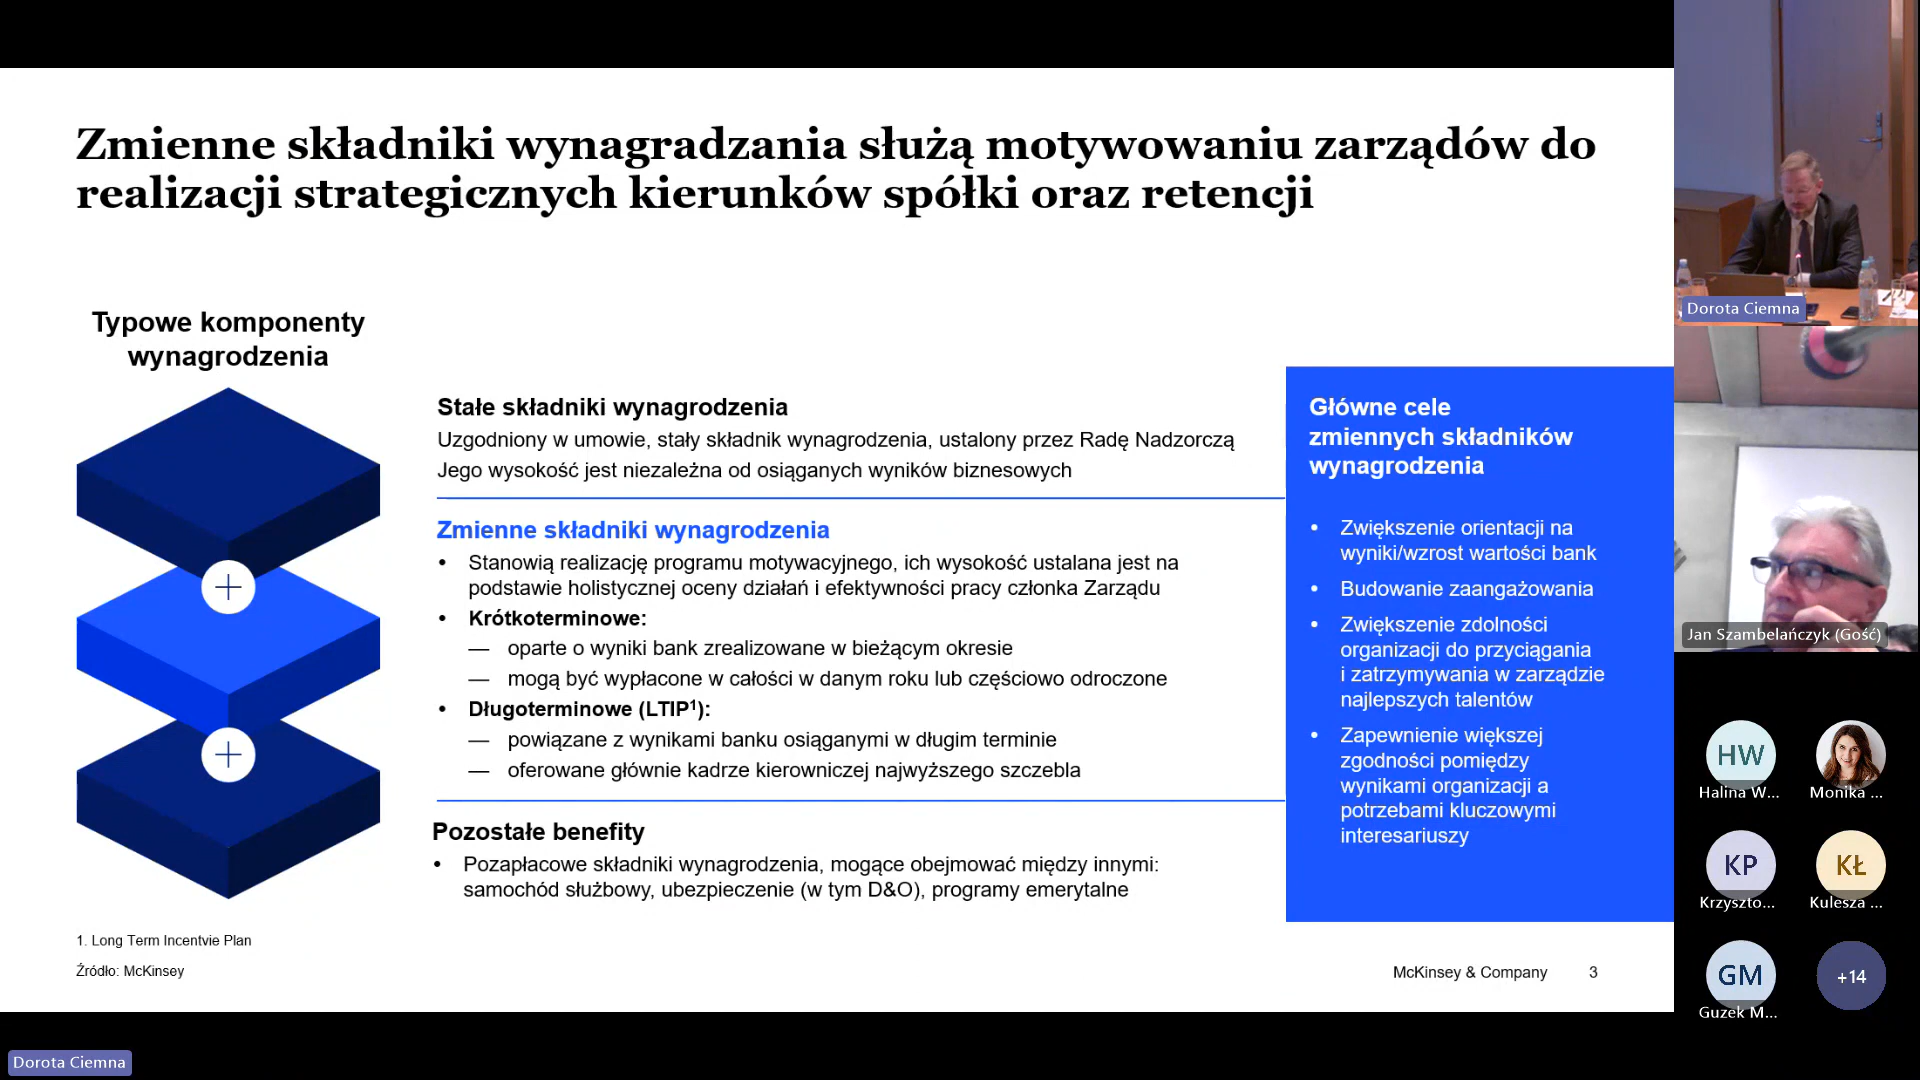 Zmienne składniki wynagradzania służą motywowaniu zarządów do
realizacji strategicznych kierunków spółki oraz retencji
Typowe komponenty
wynagrodzenia
Stałe składniki wynagrodzenia
Uzgodniony w umowie, stały składnik wynagrodzenia, ustalony przez Radę Nadzorczą
Jego wysokość jest niezależna od osiąganych wyników biznesowych
Zmienne składniki wynagrodzenia
• Stanowią realizację programu motywacyjnego, ich wysokość ustalana jest na
podstawie holistycznej oceny działań i efektywności pracy członka Zarządu
• Krótkoterminowe:
— oparte o wyniki bank zrealizowane w bieżącym okresie
— mogą być wypłacone w całości w danym roku lub częściowo odroczone
• Długoterminowe (LTIP¹):
— powiązane z wynikami banku osiąganymi w długim terminie
— oferowane głównie kadrze kierowniczej najwyższego szczebla
Pozostałe benefity
• Pozapłacowe składniki wynagrodzenia, mogące obejmować między innymi:
samochód służbowy, ubezpieczenie (w tym D&O), programy emerytalne
Główne cele
zmiennych składników
wynagrodzenia
• Zwiększenie orientacji na
wyniki/wzrost wartości bank
• Budowanie zaangażowania
• Zwiększenie zdolności
organizacji do przyciągania
i zatrzymywania w zarządzie
najlepszych talentów
• Zapewnienie większej
zgodności pomiędzy
wynikami organizacji a
potrzebami kluczowymi
interesariuszy
1. Long Term Incentvie Plan
Źródło: McKinsey
McKinsey & Company 3
Dorota Ciemna
Jan Szambelańczyk (Gość)
HW
Halina W...
Monika ...
KP
Krzyszto...
KŁ
Kulesza ...
GM
Guzek M...
+14
Dorota Ciemna